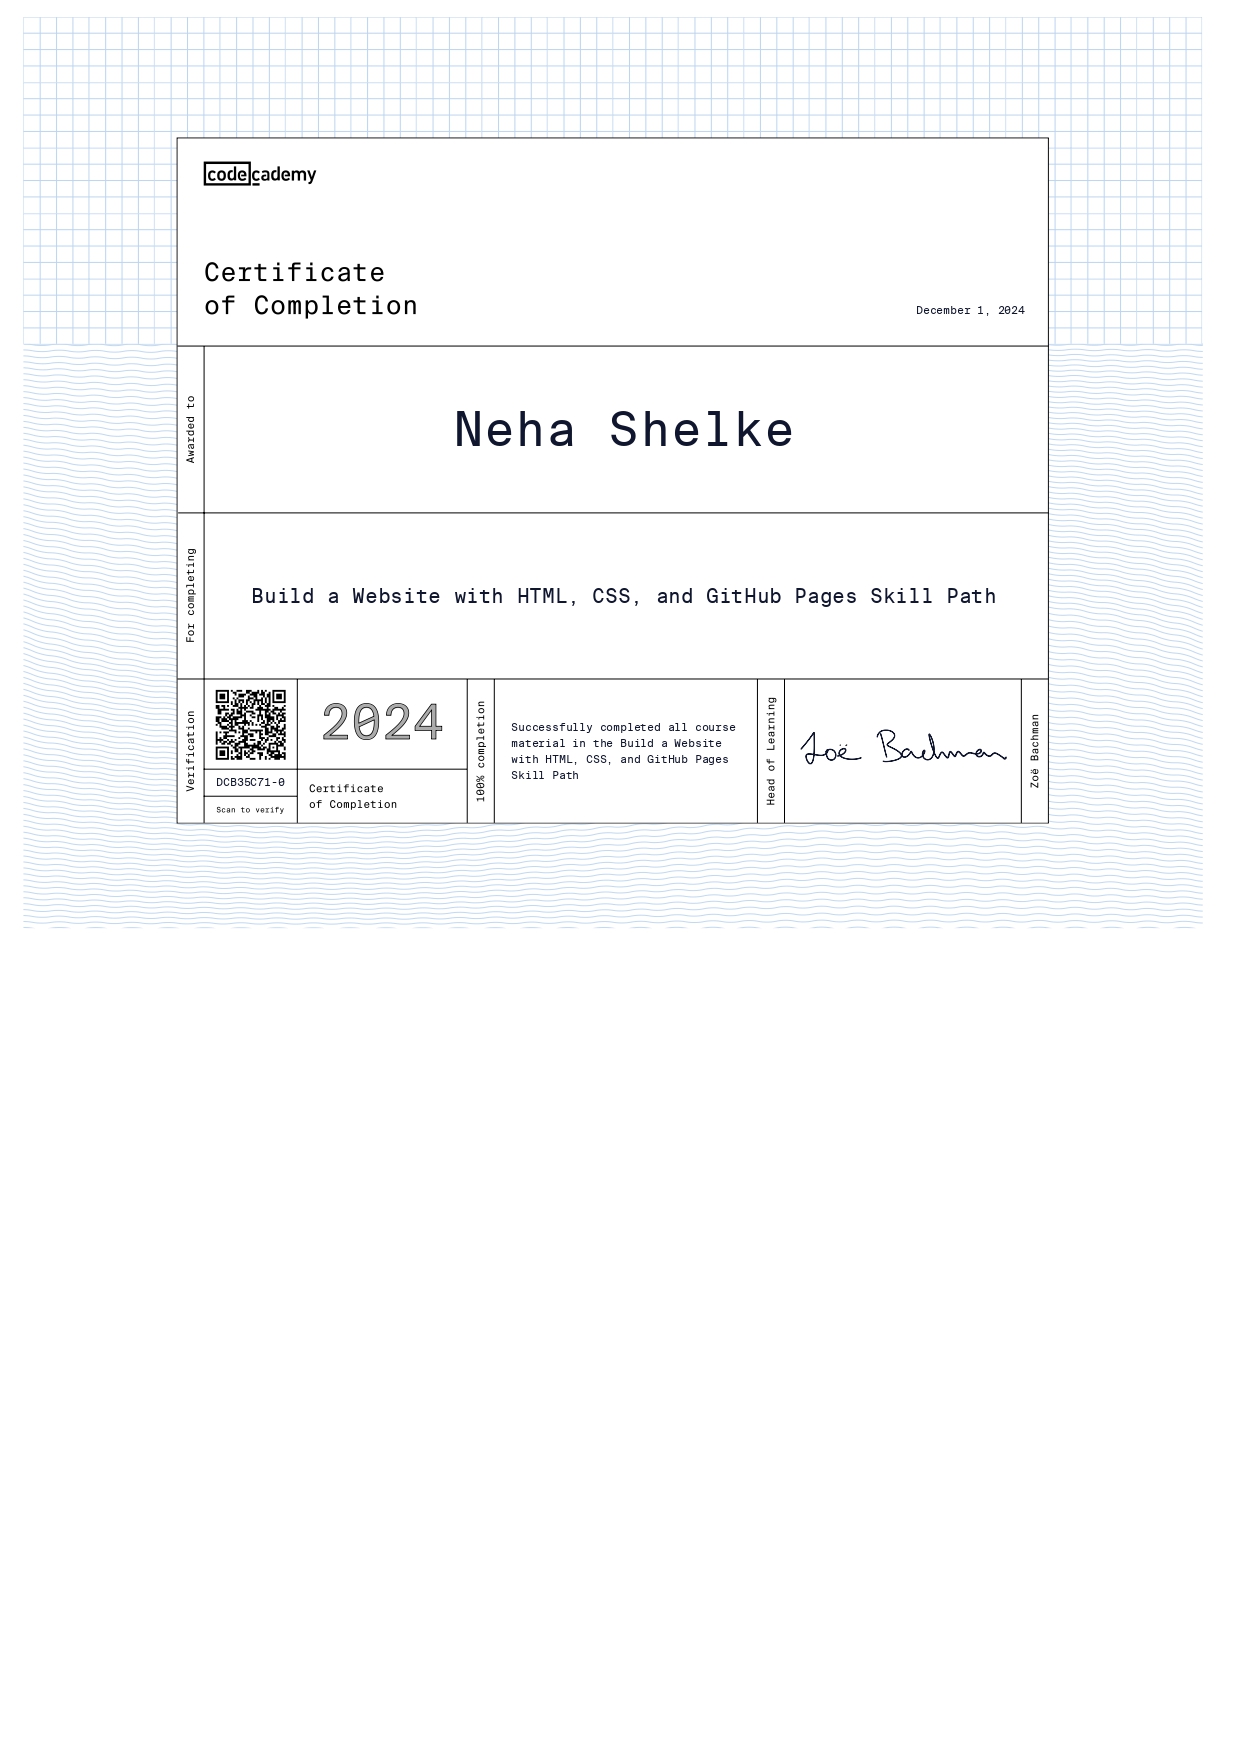 codecademy
Certificate
of Completion
December 1, 2024
Awarded to
Neha Shelke
For completing
Build a Website with HTML, CSS, and GitHub Pages Skill Path
Verification
DCB35C71-0
Scan to verify
2024
Certificate
of Completion
100% completion
Successfully completed all course
material in the Build a Website
with HTML, CSS, and GitHub Pages
Skill Path
Head of Learning
Zoë Bachman
Zoë Bachman